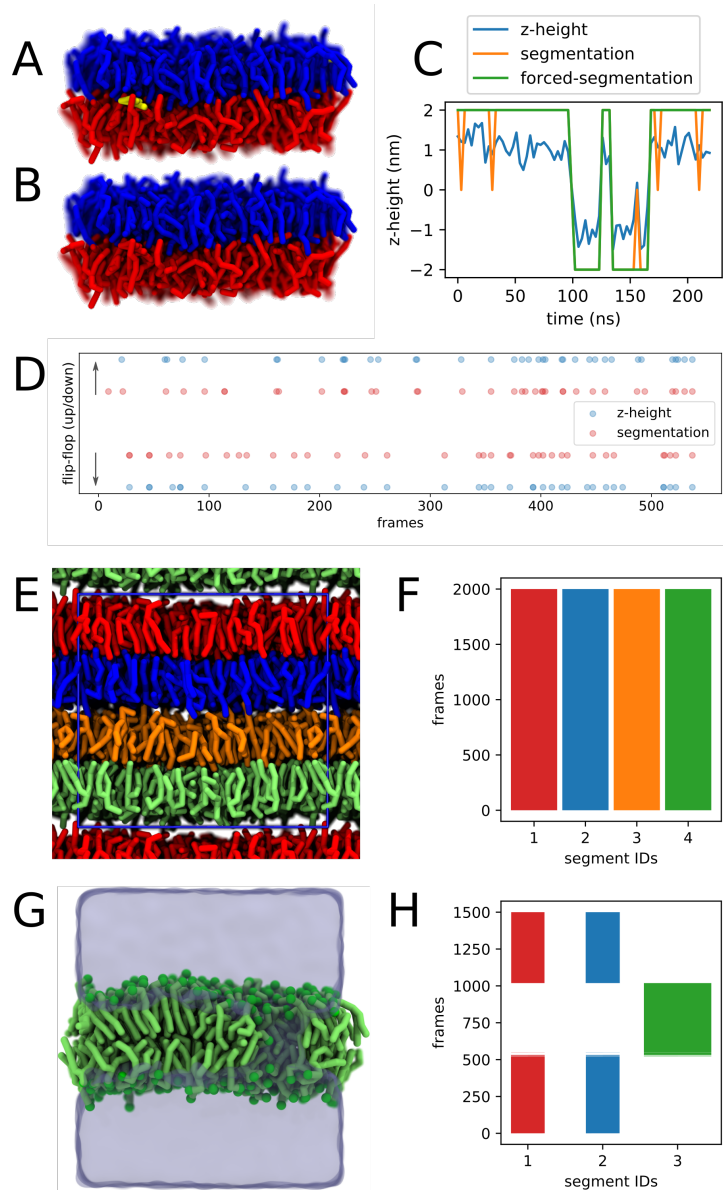 A
B
C
z-height
segmentation
forced-segmentation
2
1
0
−1
−2
z-height (nm)
0
50
100
150
200
time (ns)
D
flip-flop (up/down)
z-height
segmentation
0
100
200
300
400
500
frames
E
F
2000
1500
1000
500
0
frames
1
2
3
4
segment IDs
G
H
1500
1250
1000
750
500
250
0
frames
1
2
3
segment IDs